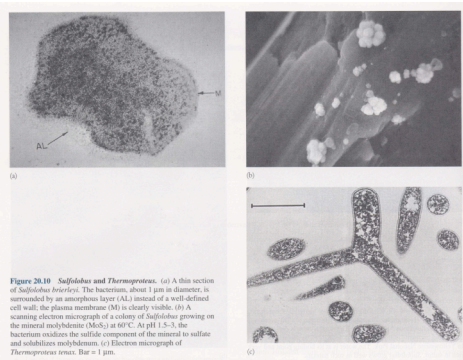 M
AL
(a)
(b)
Figure 20.10 Sulfolobus and Thermoproteus. (a) A thin section
of Sulfolobus brierleyi. The bacterium, about 1 μm in diameter, is
surrounded by an amorphous layer (AL) instead of a well-defined
cell wall; the plasma membrane (M) is clearly visible. (b) A
scanning electron micrograph of a colony of Sulfolobus growing on
the mineral molybdenite (MoS₂) at 60°C. At pH 1.5–3, the
bacterium oxidizes the sulfide component of the mineral to sulfate
and solubilizes molybdenum. (c) Electron micrograph of
Thermoproteus tenax. Bar = 1 μm.
(c)